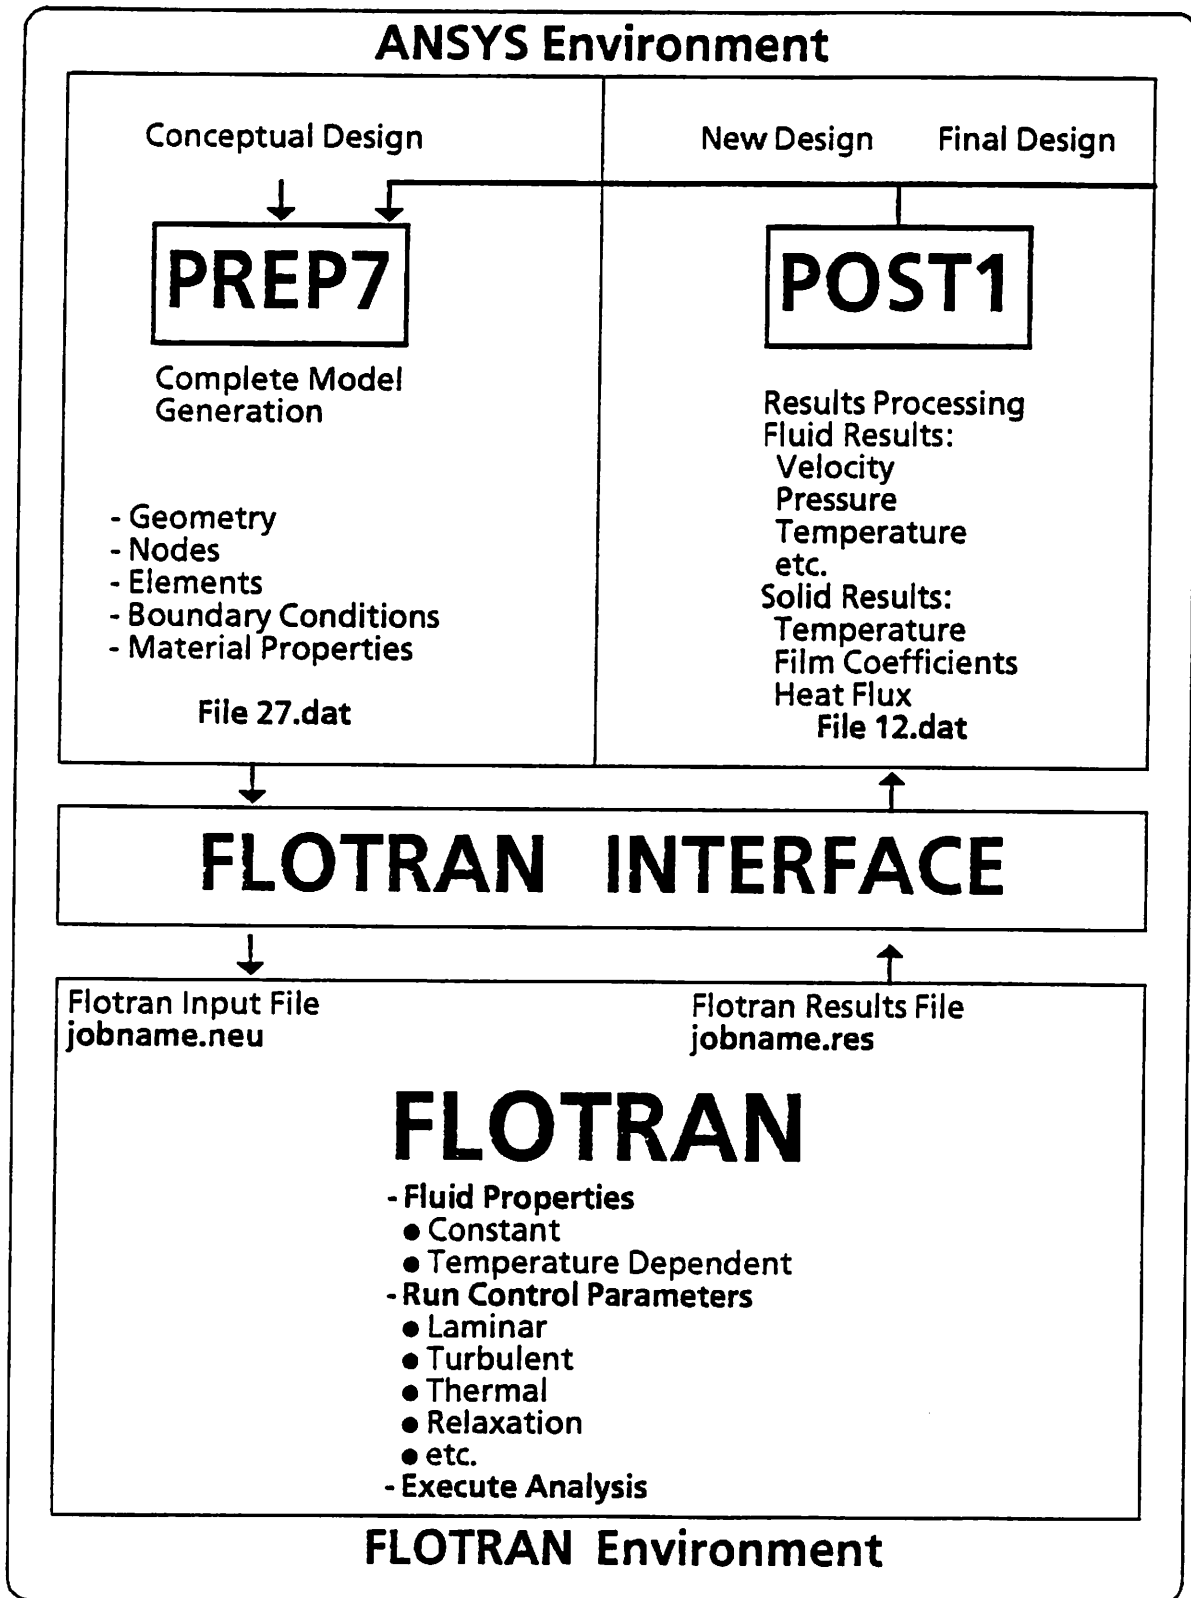 ANSYS Environment
Conceptual Design
PREP7
Complete Model
Generation
- Geometry
- Nodes
- Elements
- Boundary Conditions
- Material Properties
File 27.dat
New Design Final Design
POST1
Results Processing
Fluid Results:
Velocity
Pressure
Temperature
etc.
Solid Results:
Temperature
Film Coefficients
Heat Flux
File 12.dat
FLOTRAN INTERFACE
Flotran Input File
jobname.neu
Flotran Results File
jobname.res
FLOTRAN
- Fluid Properties
● Constant
● Temperature Dependent
- Run Control Parameters
● Laminar
● Turbulent
● Thermal
● Relaxation
● etc.
- Execute Analysis
FLOTRAN Environment